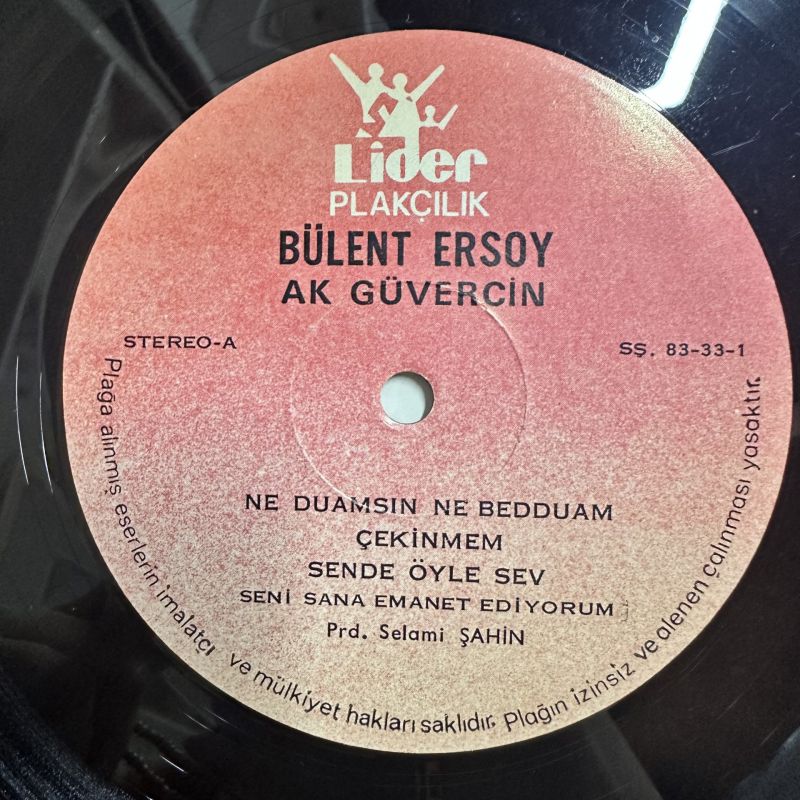 Lider
PLAKÇILIK
BÜLENT ERSOY
AK GÜVERCİN
STEREO-A
SŞ. 83-33-1
NE DUAMSIN NE BEDDUAM
ÇEKİNMEM
SENDE ÖYLE SEV
SENİ SANA EMANET EDİYORUM
Prd. Selami ŞAHİN
Plağa alınmış eserlerin imalatçı ve mülkiyet hakları saklıdır. Plağın izinsiz ve alenen çalınması yasaktır.